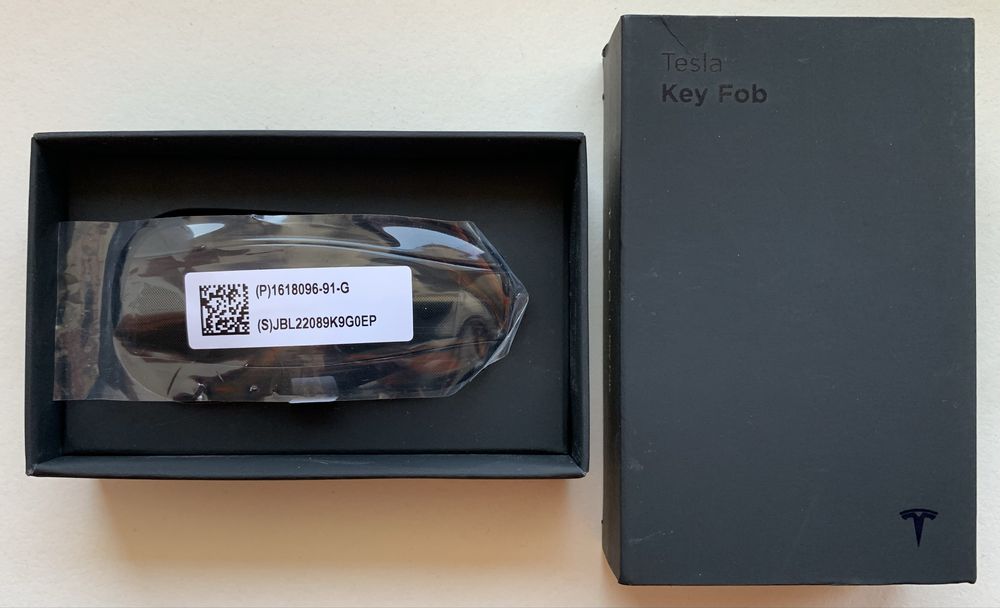 (P)1618096-91-G
(S)JBL22089K9G0EP
Tesla
Key Fob